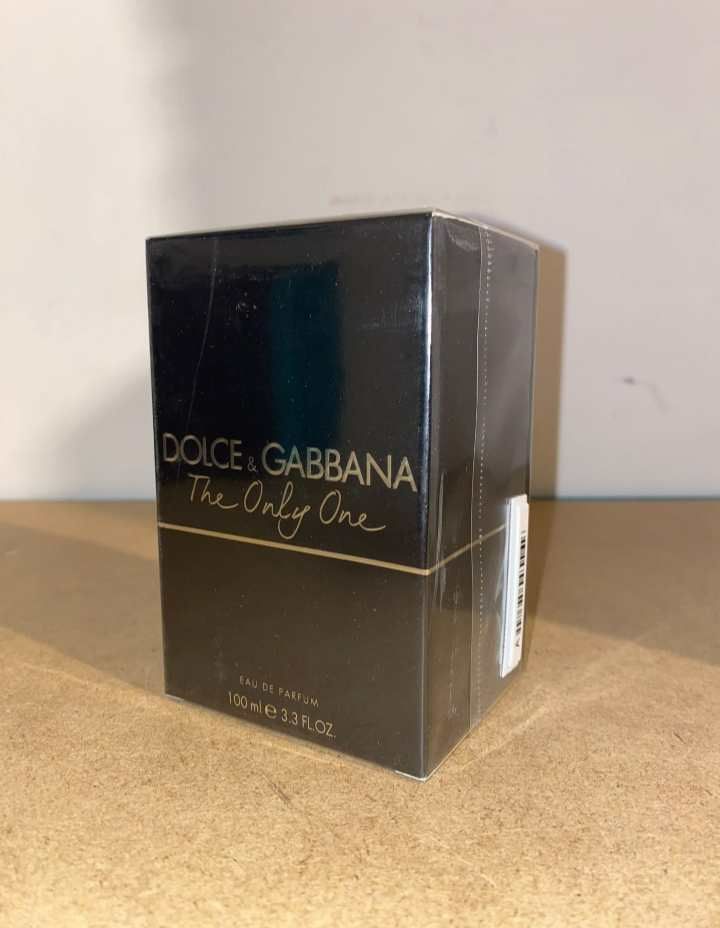 DOLCE & GABBANA
The Only One
EAU DE PARFUM
100 ml e 3.3 FL.OZ.